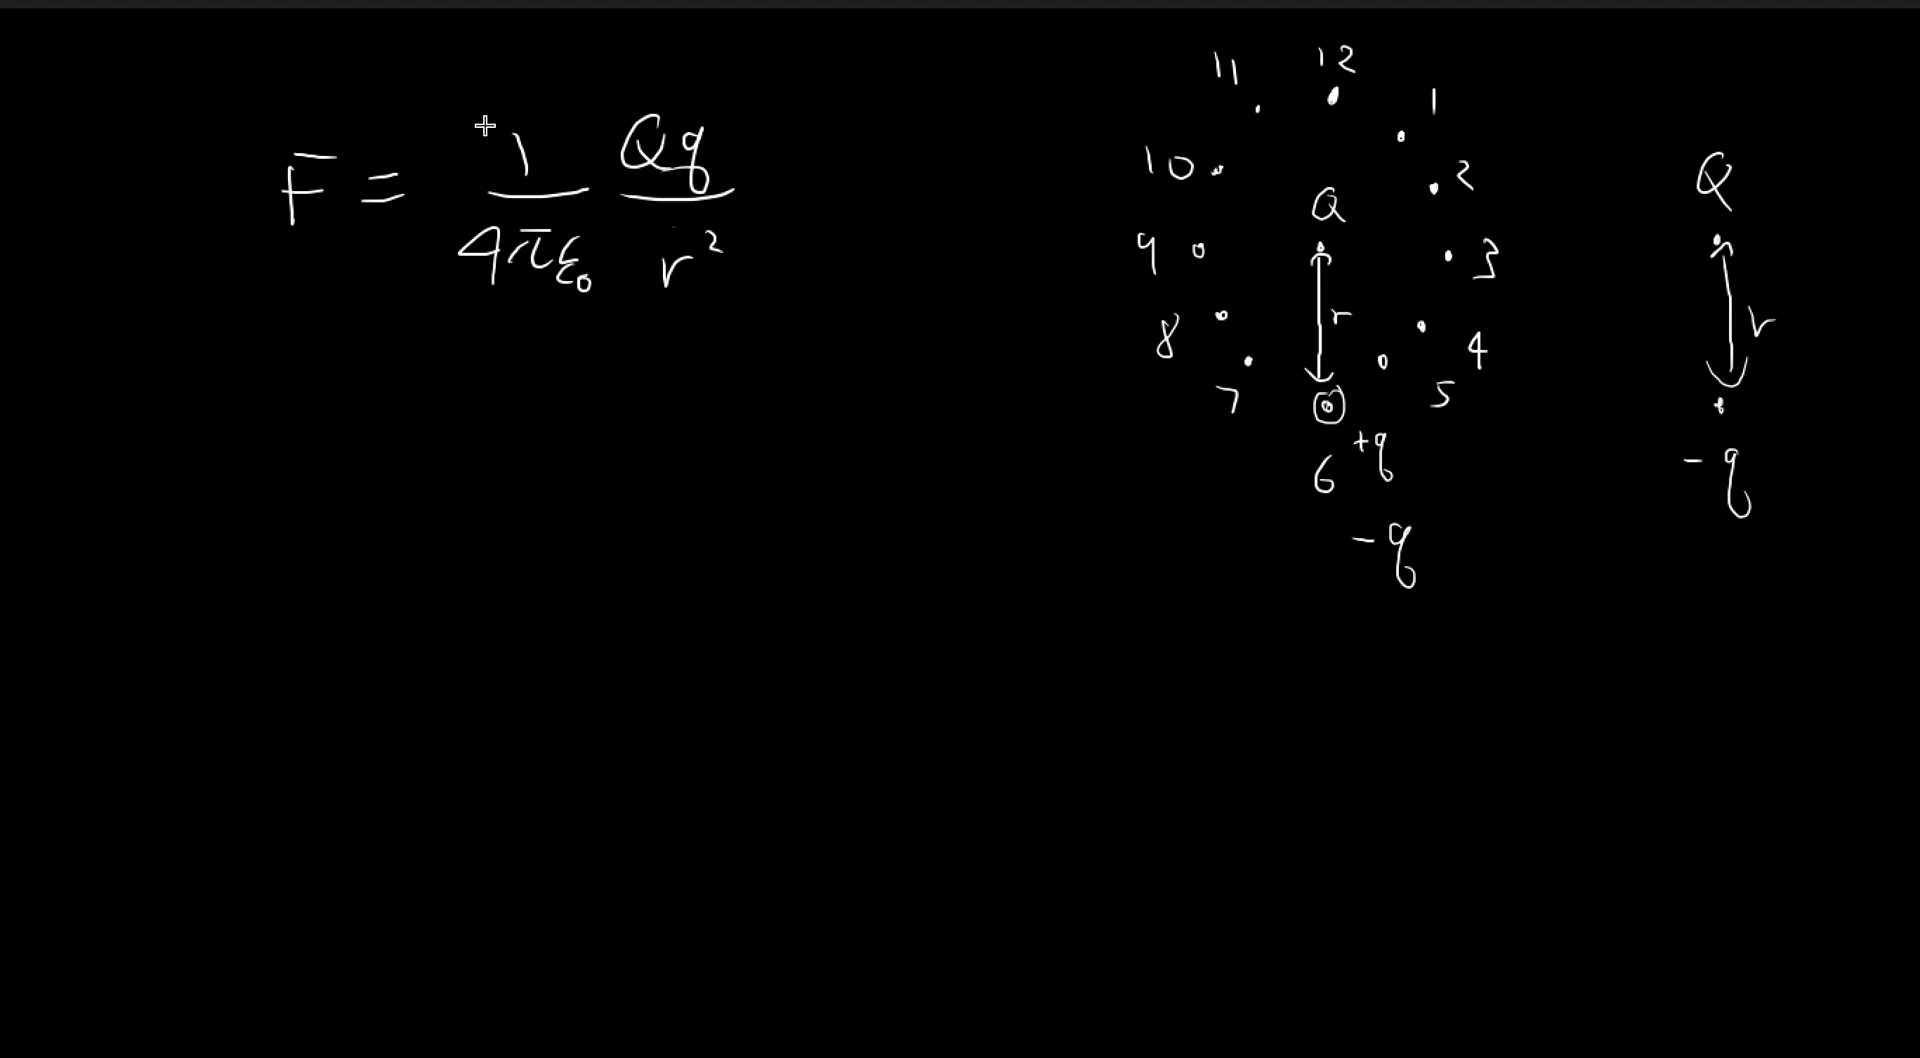 F = 1/4πε₀ Qq/r²
11 12 1
10 2
Q
9 3
r
8 4
7 5
+q
6
-q
Q
r
-q